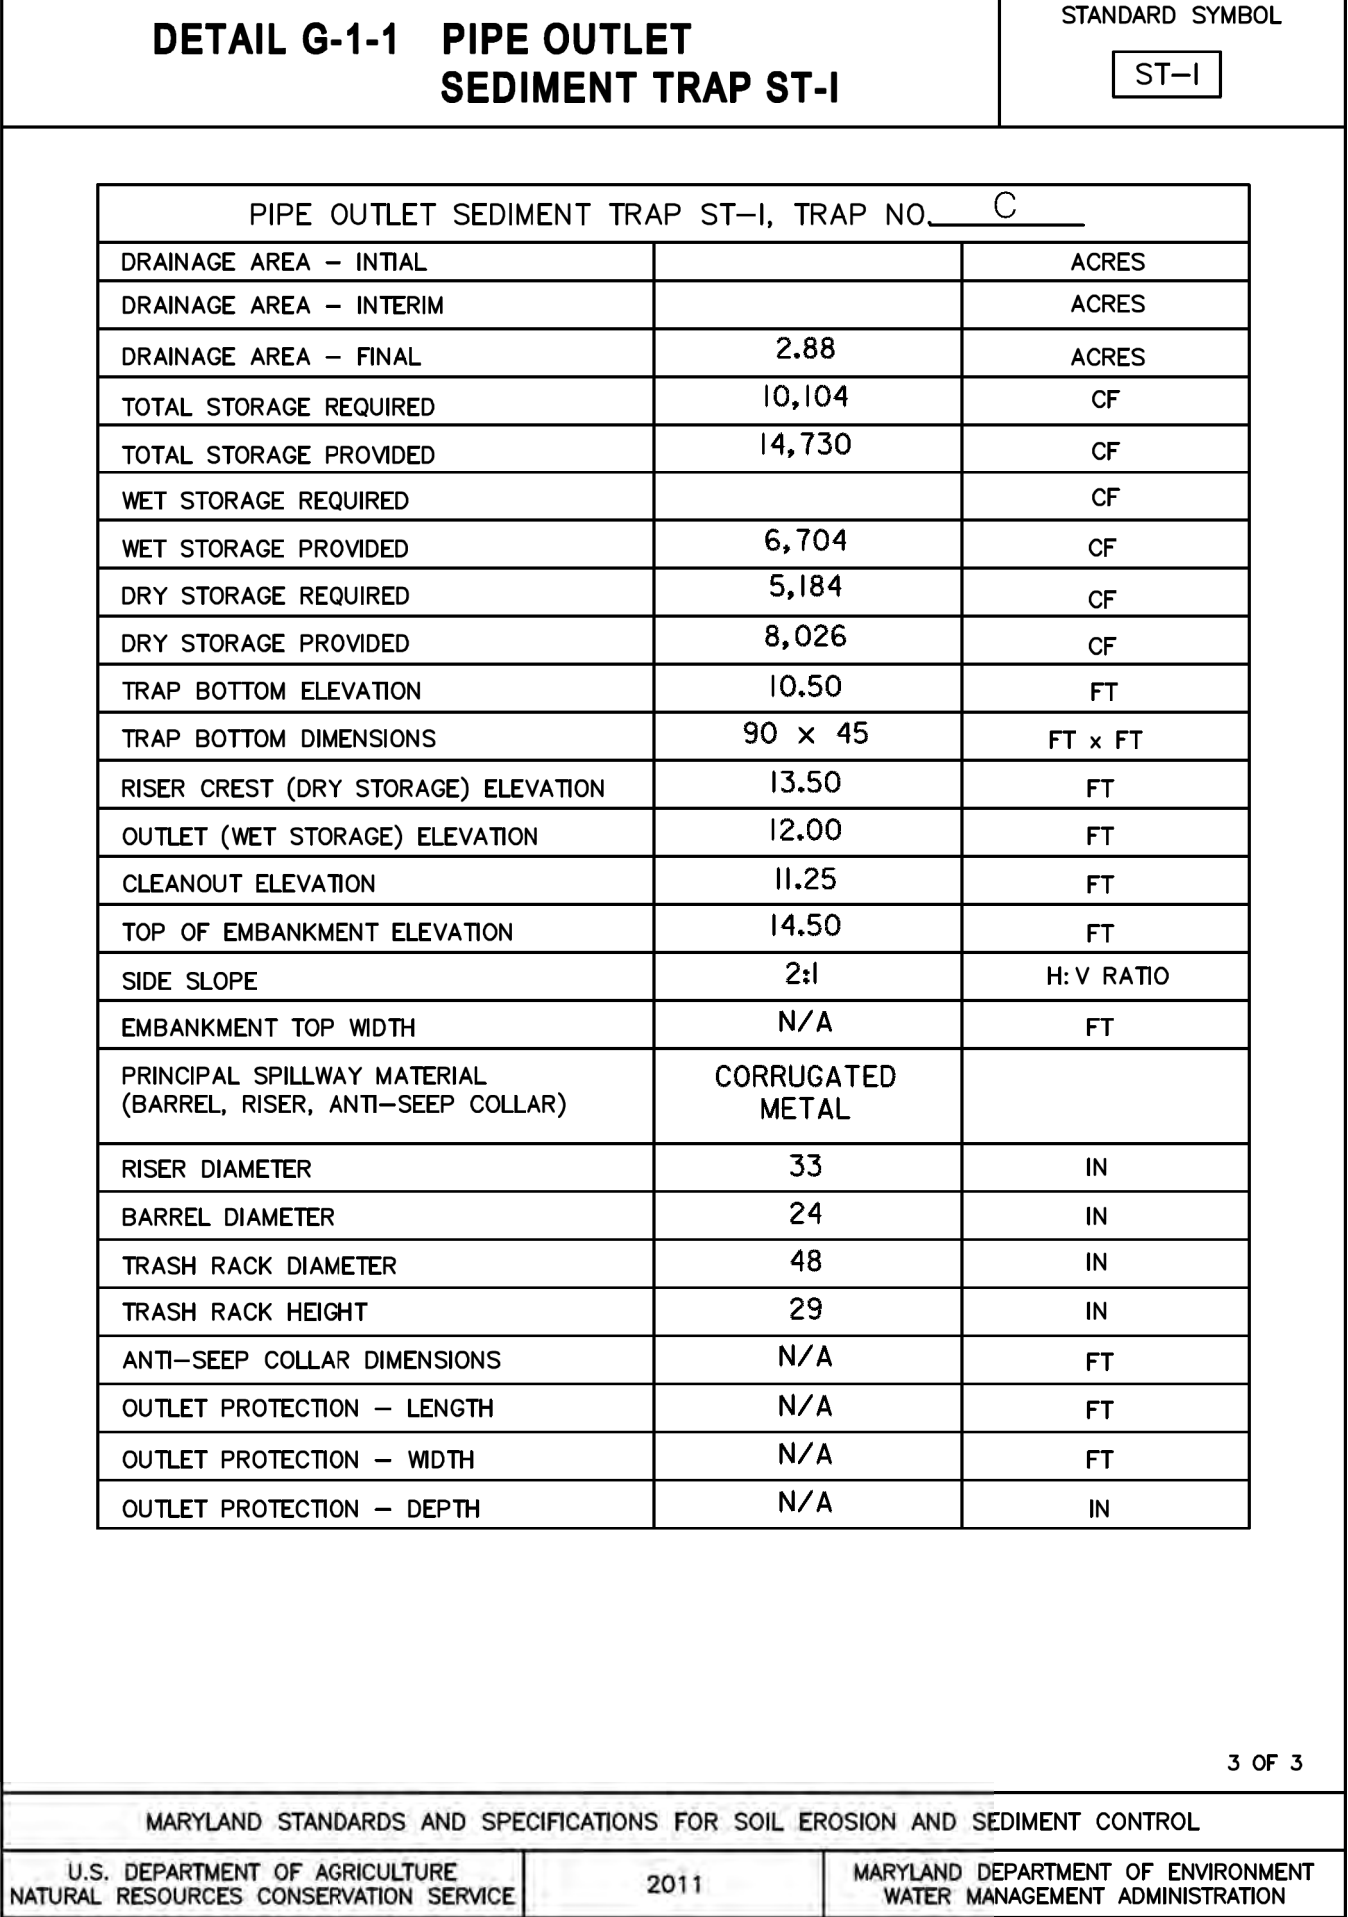 DETAIL G-1-1 PIPE OUTLET
SEDIMENT TRAP ST-I
STANDARD SYMBOL
ST-I
PIPE OUTLET SEDIMENT TRAP ST-I, TRAP NO. C
DRAINAGE AREA – INTIAL ACRES
DRAINAGE AREA – INTERIM ACRES
DRAINAGE AREA – FINAL 2.88 ACRES
TOTAL STORAGE REQUIRED 10,104 CF
TOTAL STORAGE PROVIDED 14,730 CF
WET STORAGE REQUIRED CF
WET STORAGE PROVIDED 6,704 CF
DRY STORAGE REQUIRED 5,184 CF
DRY STORAGE PROVIDED 8,026 CF
TRAP BOTTOM ELEVATION 10.50 FT
TRAP BOTTOM DIMENSIONS 90 x 45 FT x FT
RISER CREST (DRY STORAGE) ELEVATION 13.50 FT
OUTLET (WET STORAGE) ELEVATION 12.00 FT
CLEANOUT ELEVATION 11.25 FT
TOP OF EMBANKMENT ELEVATION 14.50 FT
SIDE SLOPE 2:1 H:V RATIO
EMBANKMENT TOP WIDTH N/A FT
PRINCIPAL SPILLWAY MATERIAL CORRUGATED
(BARREL, RISER, ANTI-SEEP COLLAR) METAL
RISER DIAMETER 33 IN
BARREL DIAMETER 24 IN
TRASH RACK DIAMETER 48 IN
TRASH RACK HEIGHT 29 IN
ANTI-SEEP COLLAR DIMENSIONS N/A FT
OUTLET PROTECTION – LENGTH N/A FT
OUTLET PROTECTION – WIDTH N/A FT
OUTLET PROTECTION – DEPTH N/A IN
3 OF 3
MARYLAND STANDARDS AND SPECIFICATIONS FOR SOIL EROSION AND SEDIMENT CONTROL
U.S. DEPARTMENT OF AGRICULTURE
NATURAL RESOURCES CONSERVATION SERVICE
2011
MARYLAND DEPARTMENT OF ENVIRONMENT
WATER MANAGEMENT ADMINISTRATION